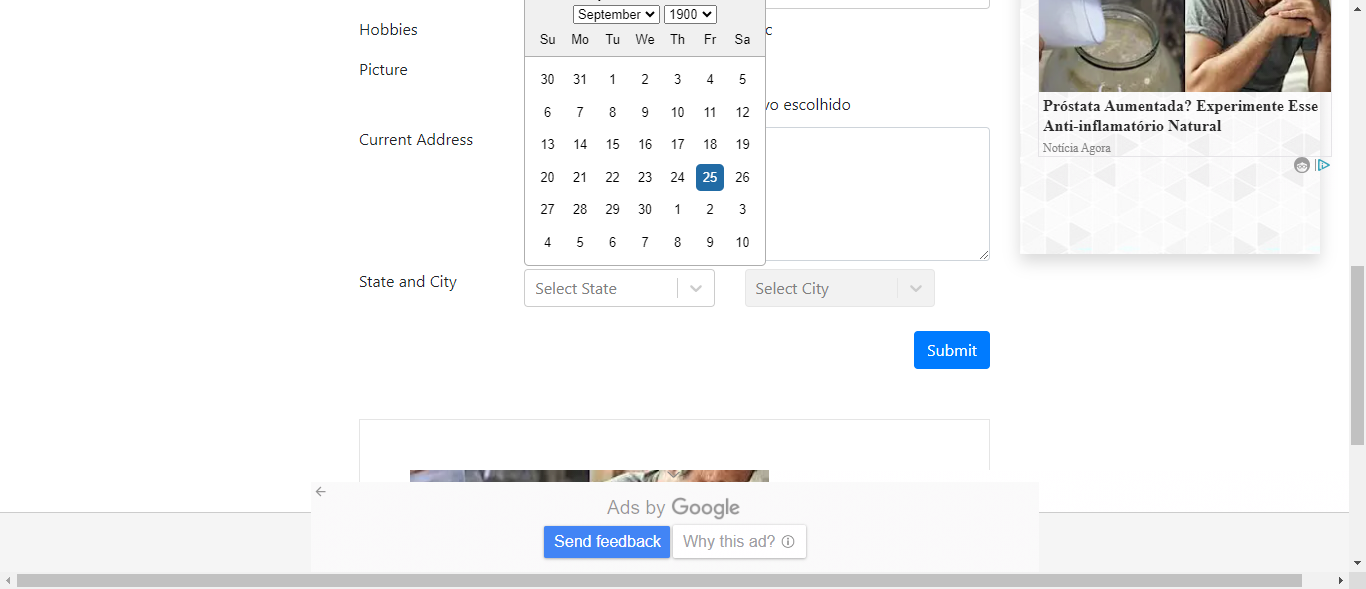 September 1900
Hobbies
Su Mo Tu We Th Fr Sa
Picture
30 31 1 2 3 4 5
6 7 8 9 10 11 12
13 14 15 16 17 18 19
20 21 22 23 24 25 26
27 28 29 30 1 2 3
4 5 6 7 8 9 10
c
vo escolhido
Current Address
State and City
Select State
Select City
Submit
Próstata Aumentada? Experimente Esse
Anti-inflamatório Natural
Notícia Agora
Ads by Google
Send feedback
Why this ad?